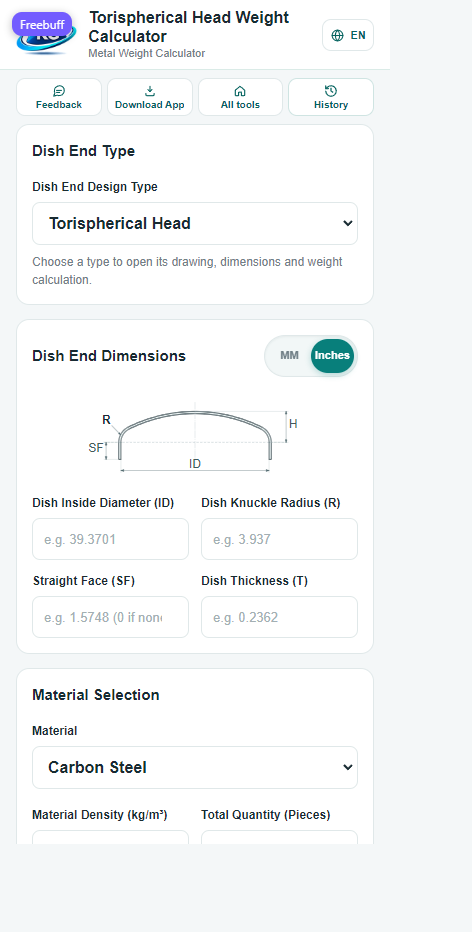 Freebuff
Torispherical Head Weight
Calculator
Metal Weight Calculator
EN
Feedback
Download App
All tools
History
Dish End Type
Dish End Design Type
Torispherical Head
Choose a type to open its drawing, dimensions and weight
calculation.
Dish End Dimensions
MM
Inches
R
H
SF
ID
Dish Inside Diameter (ID)
Dish Knuckle Radius (R)
e.g. 39.3701
e.g. 3.937
Straight Face (SF)
Dish Thickness (T)
e.g. 1.5748 (0 if none
e.g. 0.2362
Material Selection
Material
Carbon Steel
Material Density (kg/m³)
Total Quantity (Pieces)